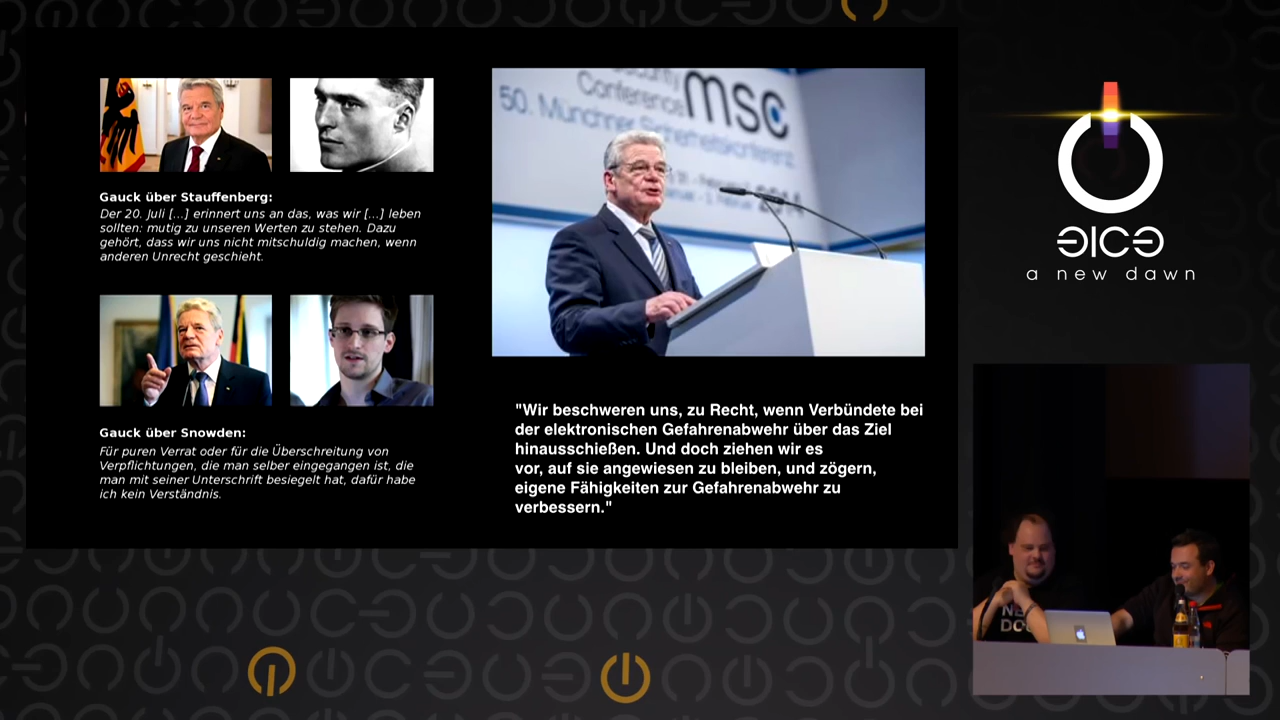 Gauck über Stauffenberg:
Der 20. Juli [...] erinnert uns an das, was wir [...] leben
sollten: mutig zu unseren Werten zu stehen. Dazu
gehört, dass wir uns nicht mitschuldig machen, wenn
anderen Unrecht geschieht.
Gauck über Snowden:
Für puren Verrat oder für die Überschreitung von
Verpflichtungen, die man selber eingegangen ist, die
man mit seiner Unterschrift besiegelt hat, dafür habe
ich kein Verständnis.
Security
Conference
msc
50. Münchner Sicherheitskonferenz
2014
"Wir beschweren uns, zu Recht, wenn Verbündete bei
der elektronischen Gefahrenabwehr über das Ziel
hinausschießen. Und doch ziehen wir es
vor, auf sie angewiesen zu bleiben, und zögern,
eigene Fähigkeiten zur Gefahrenabwehr zu
verbessern."
a new dawn